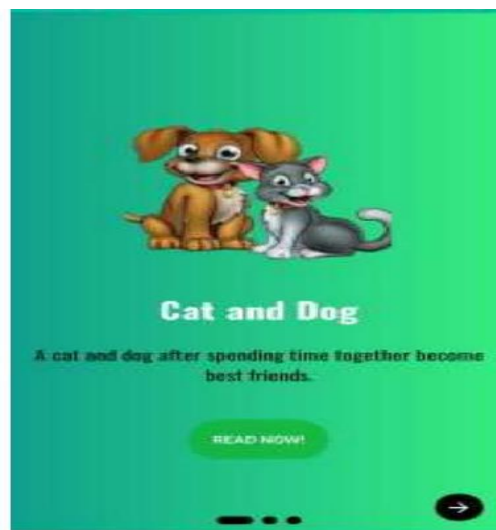 Cat and Dog
A cat and dog after spending time together become
best friends.
READ NOW!